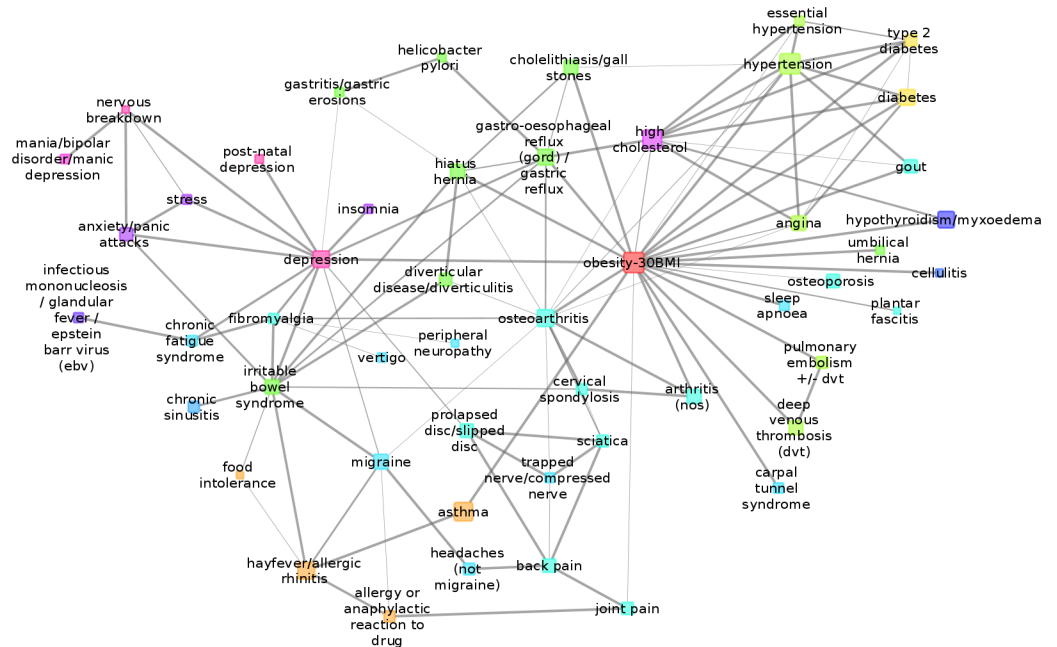 essential
hypertension
type 2
diabetes
helicobacter
pylori
cholelithiasis/gall
stones
hypertension
gastritis/gastric
erosions
diabetes
nervous
breakdown
gastro-oesophageal
reflux
(gord) /
gastric
reflux
high
cholesterol
mania/bipolar
disorder/manic
depression
post-natal
depression
hiatus
hernia
gout
stress
insomnia
anxiety/panic
attacks
angina
hypothyroidism/myxoedema
umbilical
hernia
depression
obesity-30BMI
cellulitis
infectious
mononucleosis
/ glandular
fever /
epstein
barr virus
(ebv)
diverticular
disease/diverticulitis
osteoporosis
sleep
apnoea
plantar
fascitis
chronic
fatigue
syndrome
fibromyalgia
osteoarthritis
peripheral
neuropathy
vertigo
pulmonary
embolism
+/- dvt
irritable
bowel
syndrome
cervical
spondylosis
arthritis
(nos)
chronic
sinusitis
deep
venous
thrombosis
(dvt)
prolapsed
disc/slipped
disc
sciatica
food
intolerance
migraine
trapped
nerve/compressed
nerve
carpal
tunnel
syndrome
asthma
hayfever/allergic
rhinitis
headaches
(not
migraine)
back pain
allergy or
anaphylactic
reaction to
drug
joint pain